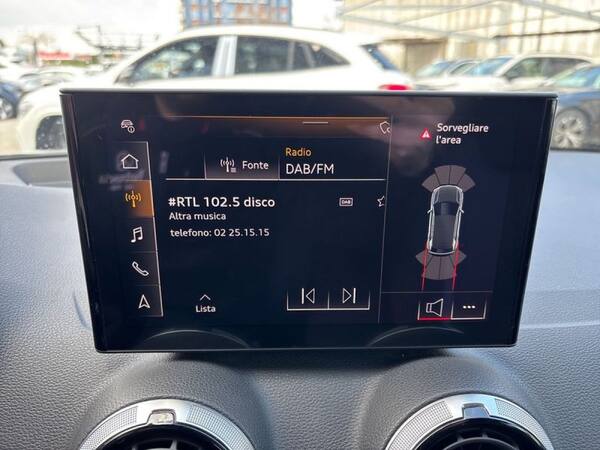 Radio
Fonte
DAB/FM
#RTL 102.5 disco
DAB
Altra musica
telefono: 02 25.15.15
Lista
Sorvegliare
l'area